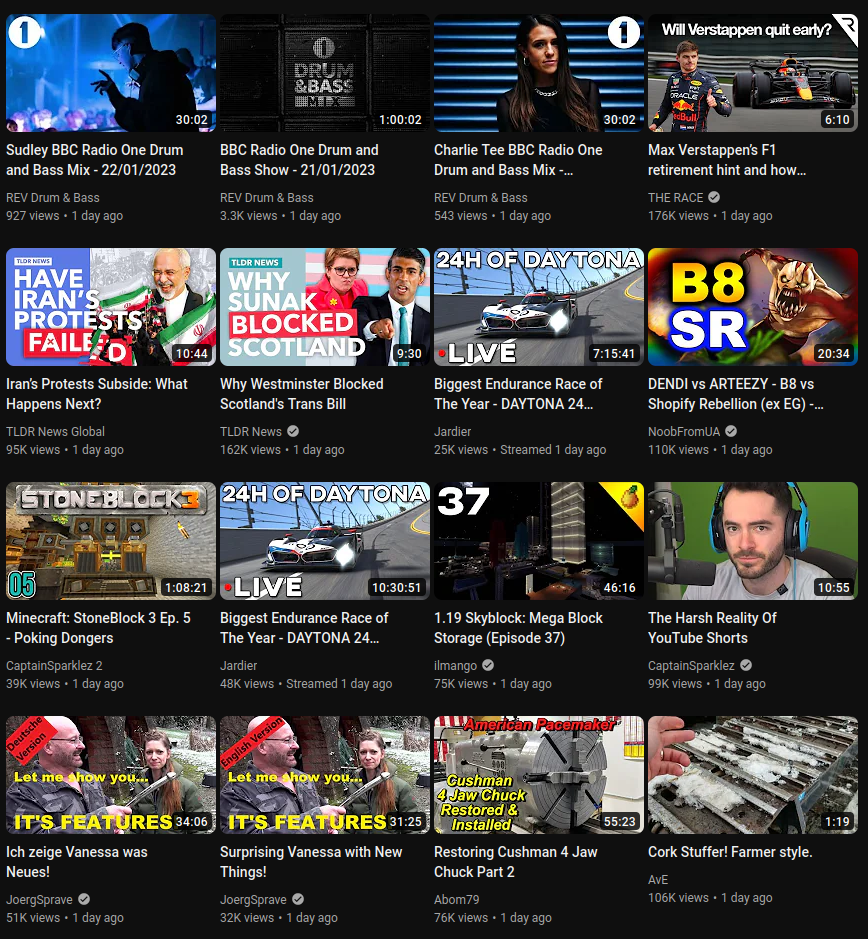 1
30:02
DRUM
&BASS
MIX
1:00:02
1
30:02
Will Verstappen quit early?
ORACLE
Red Bull
6:10
Sudley BBC Radio One Drum
and Bass Mix - 22/01/2023
REV Drum & Bass
927 views • 1 day ago
BBC Radio One Drum and
Bass Show - 21/01/2023
REV Drum & Bass
3.3K views • 1 day ago
Charlie Tee BBC Radio One
Drum and Bass Mix -...
REV Drum & Bass
543 views • 1 day ago
Max Verstappen's F1
retirement hint and how...
THE RACE
176K views • 1 day ago
TLDR NEWS
HAVE
IRAN'S
PROTESTS
FAILED
10:44
TLDR NEWS
WHY
SUNAK
BLOCKED
SCOTLAND
9:30
24H OF DAYTONA
LIVE
7:15:41
B8
SR
20:34
Iran's Protests Subside: What
Happens Next?
TLDR News Global
95K views • 1 day ago
Why Westminster Blocked
Scotland's Trans Bill
TLDR News
162K views • 1 day ago
Biggest Endurance Race of
The Year - DAYTONA 24...
Jardier
25K views • Streamed 1 day ago
DENDI vs ARTEEZY - B8 vs
Shopify Rebellion (ex EG) -...
NoobFromUA
110K views • 1 day ago
STONEBLOCK3
05
1:08:21
24H OF DAYTONA
LIVE
10:30:51
37
46:16
10:55
Minecraft: StoneBlock 3 Ep. 5
- Poking Dongers
CaptainSparklez 2
39K views • 1 day ago
Biggest Endurance Race of
The Year - DAYTONA 24...
Jardier
48K views • Streamed 1 day ago
1.19 Skyblock: Mega Block
Storage (Episode 37)
ilmango
75K views • 1 day ago
The Harsh Reality Of
YouTube Shorts
CaptainSparklez
99K views • 1 day ago
Deutsche
Version
Let me show you...
IT'S FEATURES
34:06
English Version
Let me show you...
IT'S FEATURES
31:25
"American Pacemaker"
Cushman
4 Jaw Chuck
Restored &
Installed
55:23
1:19
Ich zeige Vanessa was
Neues!
JoergSprave
51K views • 1 day ago
Surprising Vanessa with New
Things!
JoergSprave
32K views • 1 day ago
Restoring Cushman 4 Jaw
Chuck Part 2
Abom79
76K views • 1 day ago
Cork Stuffer! Farmer style.
AvE
106K views • 1 day ago